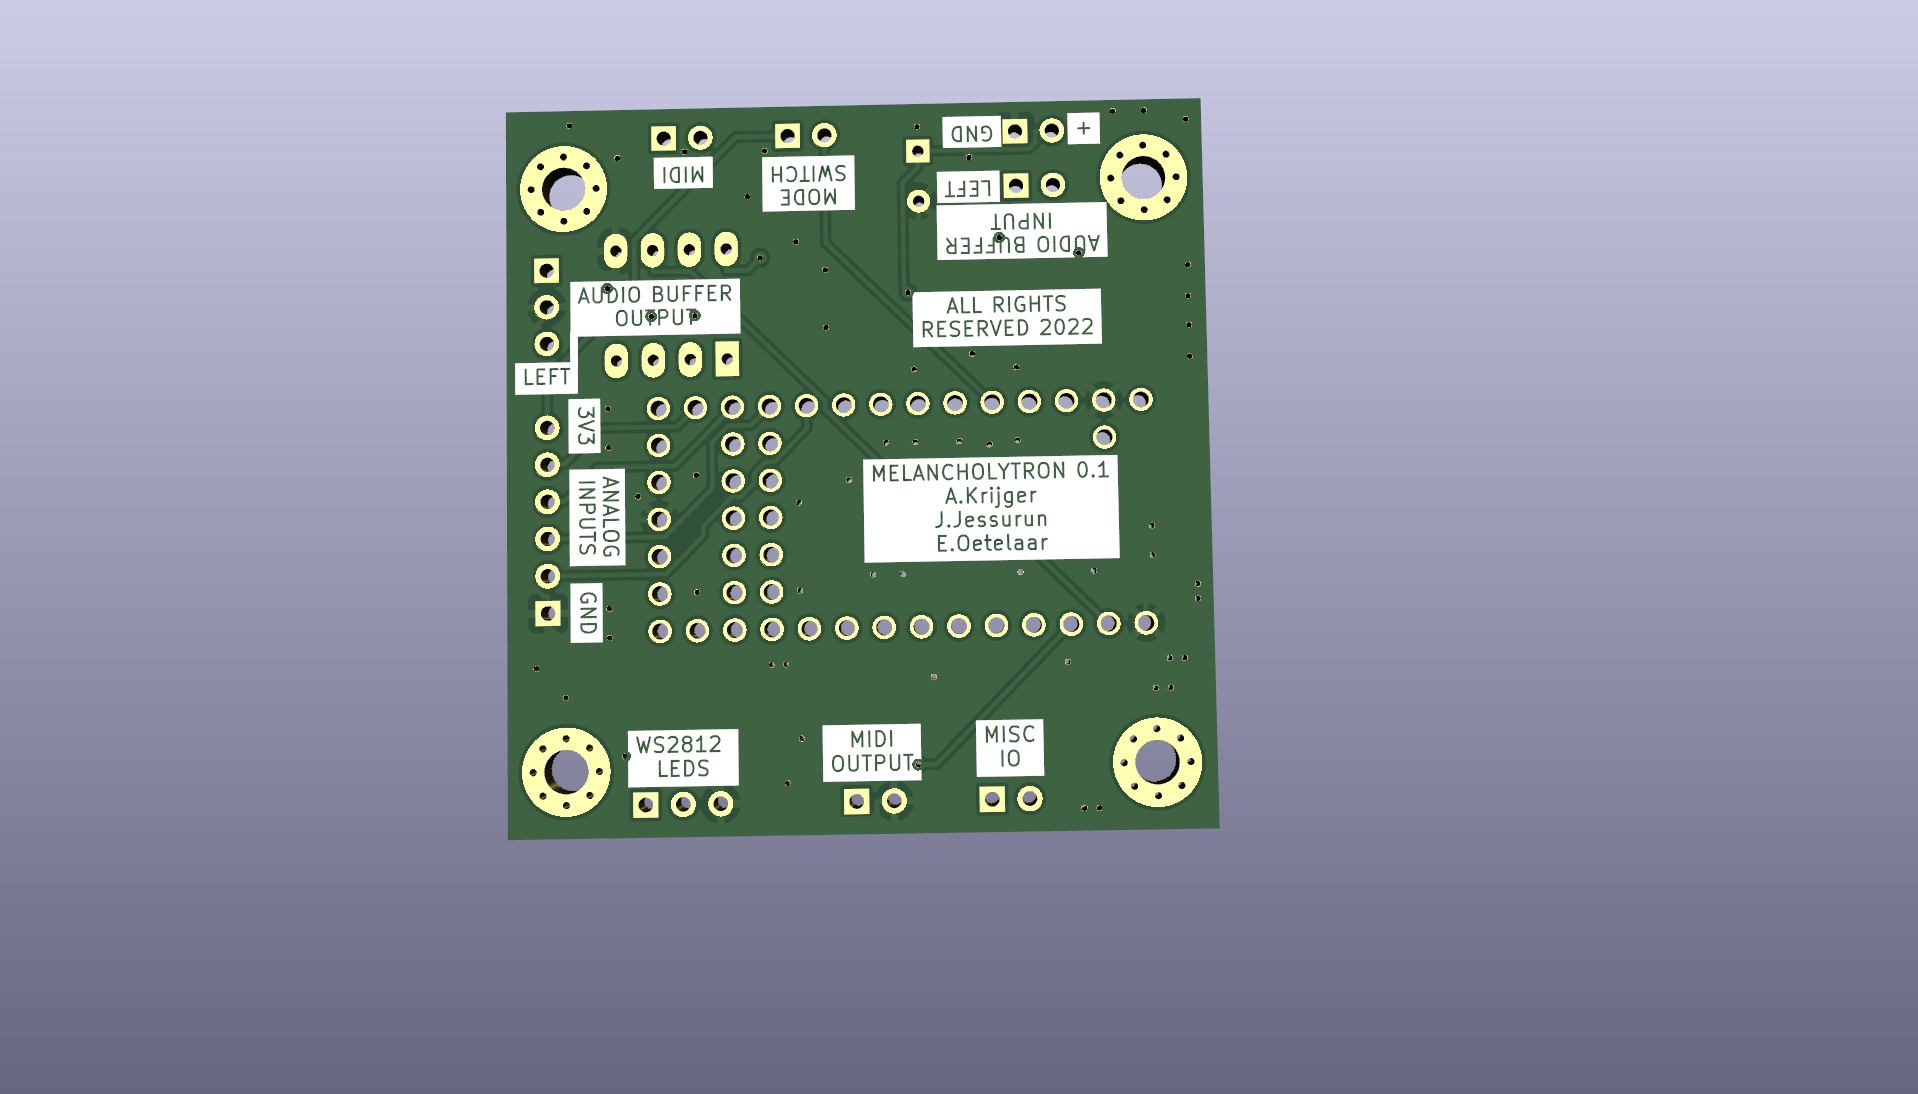 GND
+
MIDI
MODE
SWITCH
LEFT
AUDIO BUFFER
INPUT
AUDIO BUFFER
OUTPUT
ALL RIGHTS
RESERVED 2022
LEFT
3V3
ANALOG
INPUTS
MELANCHOLYTRON 0.1
A.Krijger
J.Jessurun
E.Oetelaar
GND
WS2812
LEDS
MIDI
OUTPUT
MISC
IO